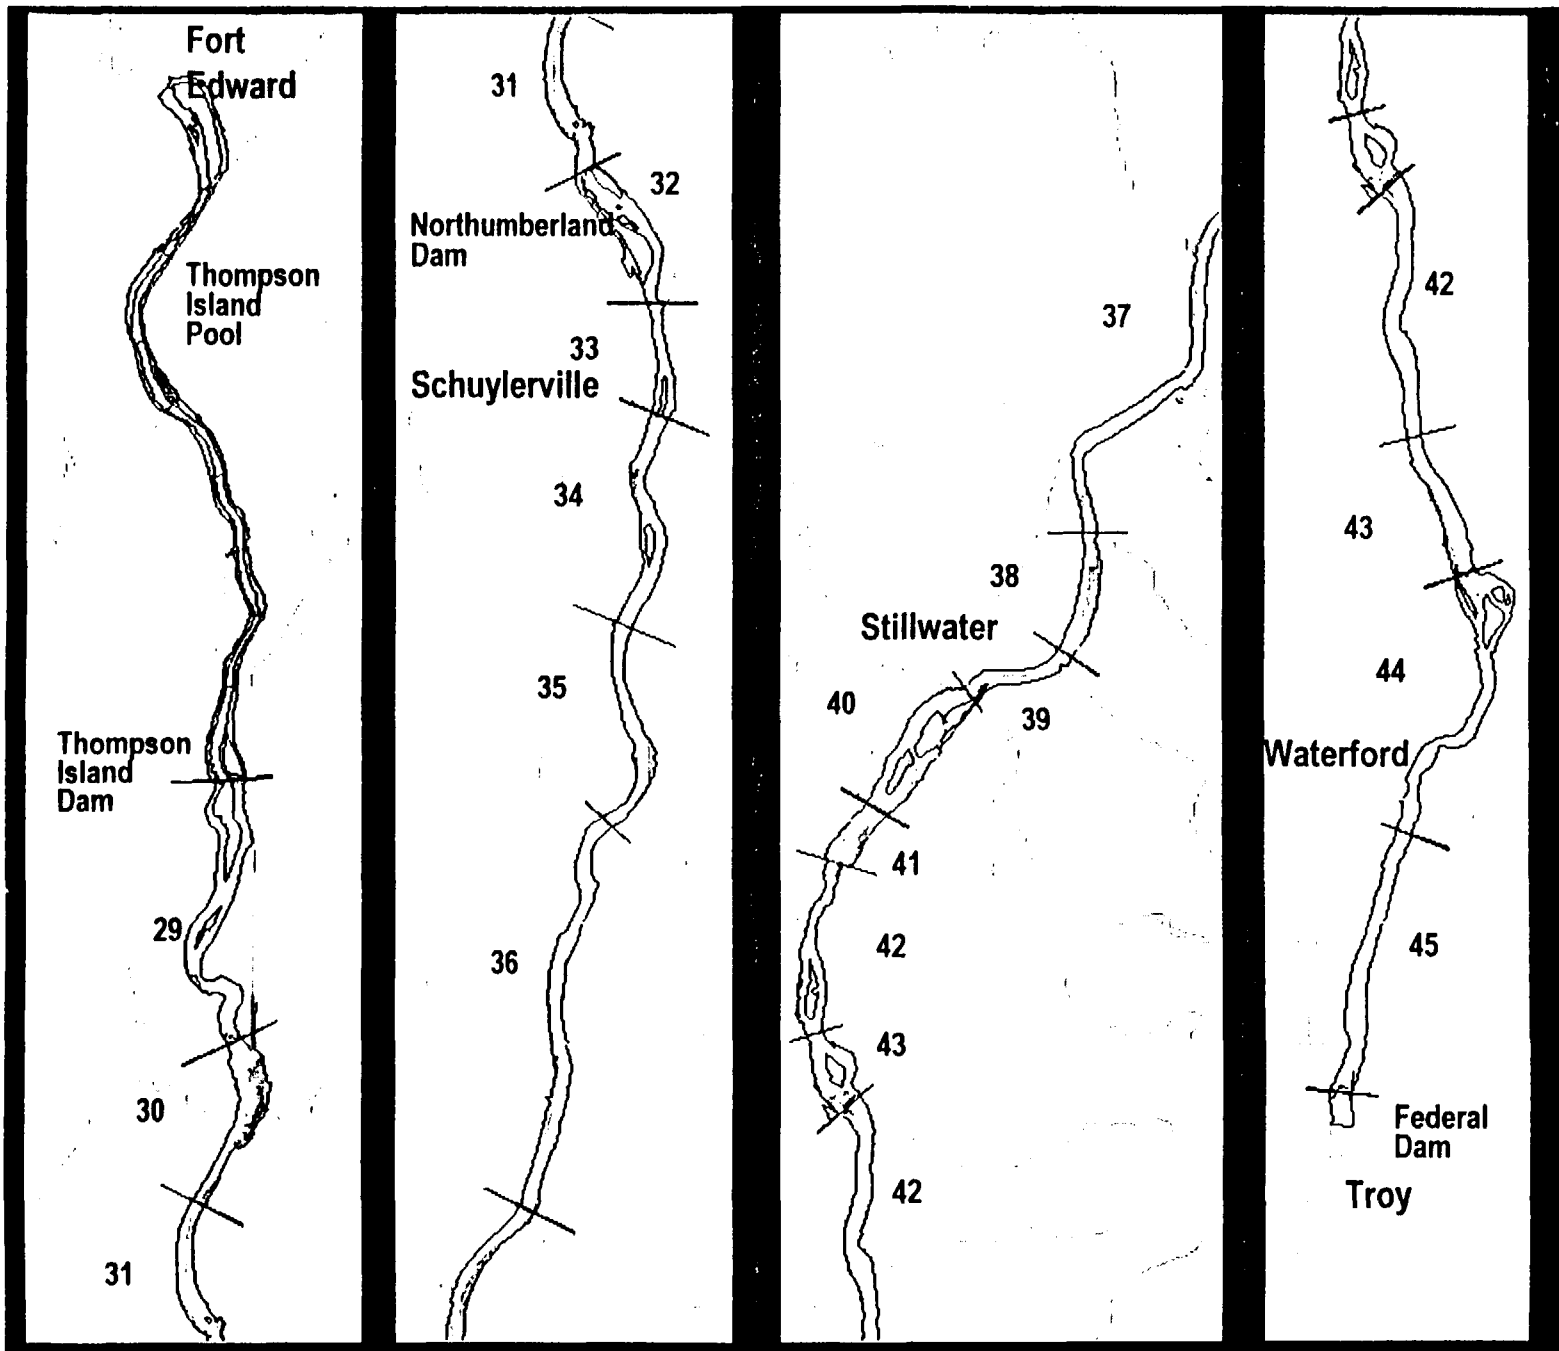 Fort
Edward
Thompson
Island
Pool
Thompson
Island
Dam
29
30
31
31
32
Northumberland
Dam
33
Schuylerville
34
35
36
37
38
Stillwater
40
39
41
42
43
42
42
43
44
Waterford
45
Federal
Dam
Troy